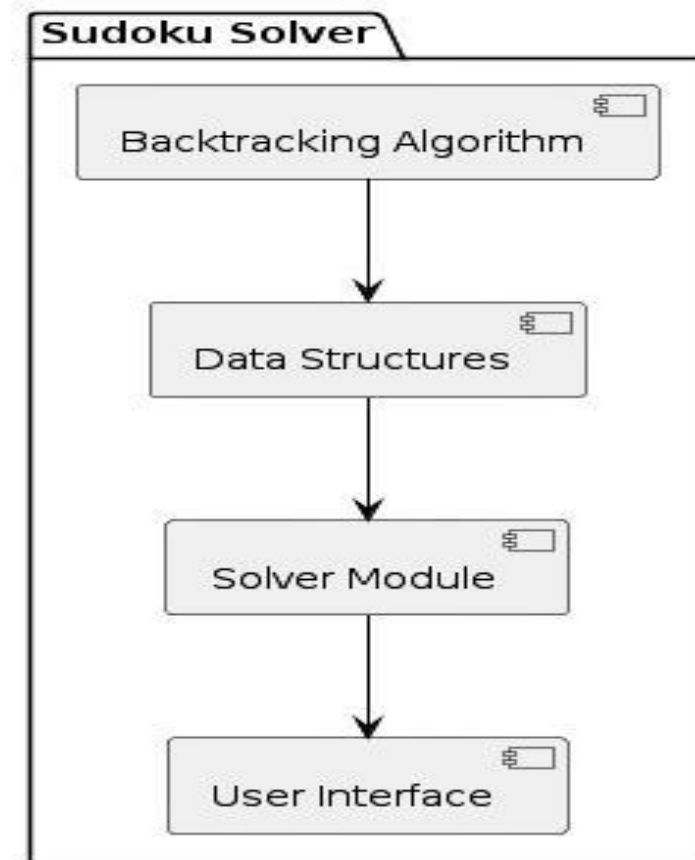 Sudoku Solver
Backtracking Algorithm
Data Structures
Solver Module
User Interface